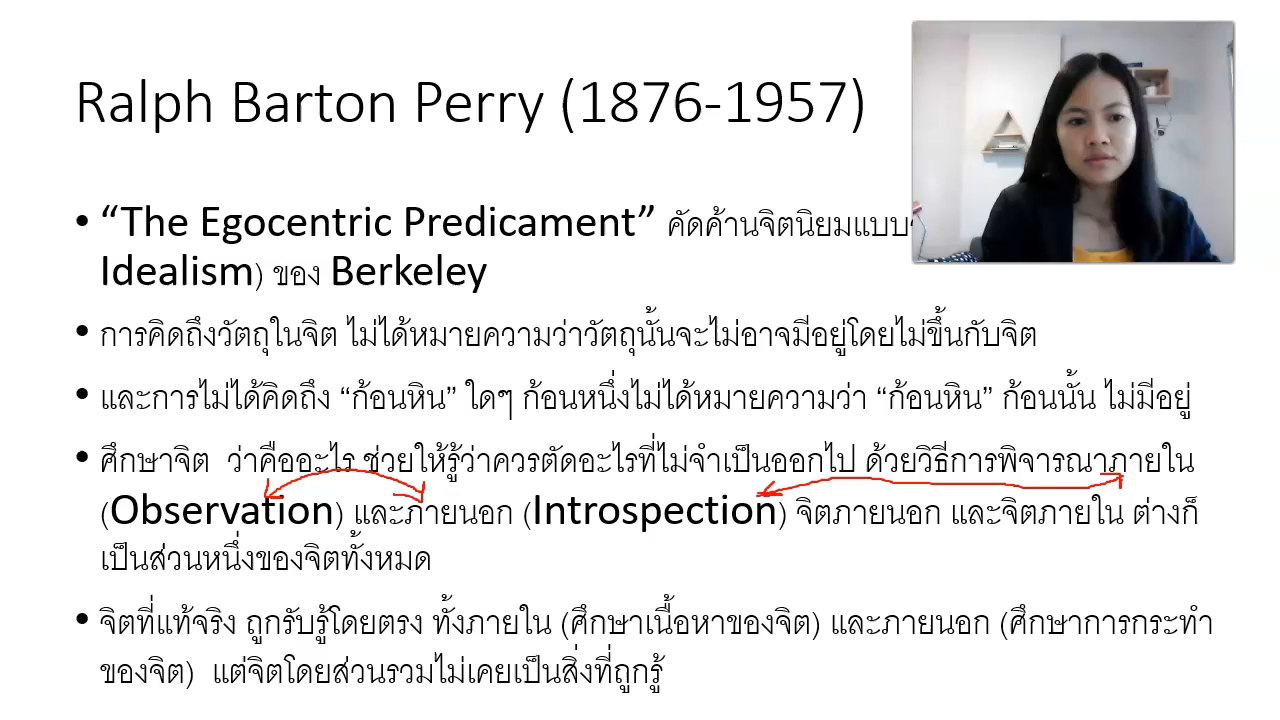 Ralph Barton Perry (1876-1957)
• “The Egocentric Predicament” คัดค้านจิตนิยมแบบ
Idealism) ของ Berkeley
• การคิดถึงวัตถุในจิต ไม่ได้หมายความว่าวัตถุนั้นจะไม่อาจมีอยู่โดยไม่ขึ้นกับจิต
• และการไม่ได้คิดถึง “ก้อนหิน” ใดๆ ก้อนหนึ่งไม่ได้หมายความว่า “ก้อนหิน” ก้อนนั้น ไม่มีอยู่
• ศึกษาจิต ว่าคืออะไร ช่วยให้รู้ว่าควรตัดอะไรที่ไม่จำเป็นออกไป ด้วยวิธีการพิจารณาภายใน
(Observation) และภายนอก (Introspection) จิตภายนอก และจิตภายใน ต่างก็
เป็นส่วนหนึ่งของจิตทั้งหมด
• จิตที่แท้จริง ถูกรับรู้โดยตรง ทั้งภายใน (ศึกษาเนื้อหาของจิต) และภายนอก (ศึกษาการกระทำ
ของจิต) แต่จิตโดยส่วนรวมไม่เคยเป็นสิ่งที่ถูกรู้